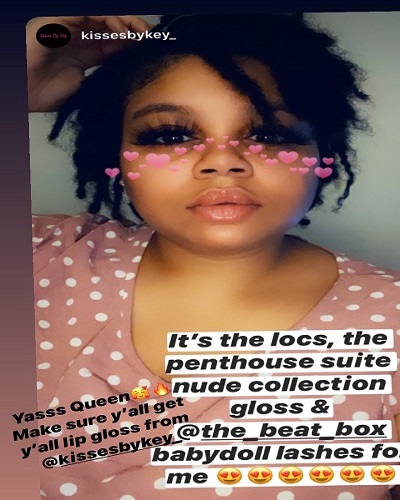 kissesbykey_
It's the locs, the
penthouse suite
nude collection
gloss &
@the_beat_box
babydoll lashes fo
me 😍😍😍😍😍😍
Yasss Queen🥰🔥
Make sure y'all get
y'all lip gloss from
@kissesbykey_